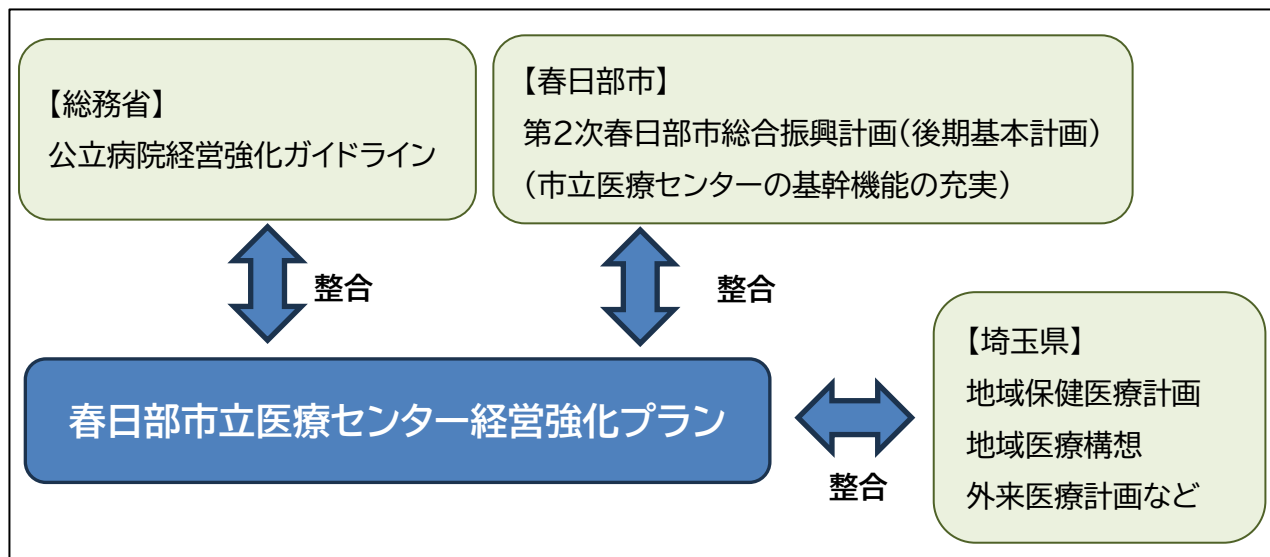 【総務省】
公立病院経営強化ガイドライン
【春日部市】
第2次春日部市総合振興計画(後期基本計画)
(市立医療センターの基幹機能の充実)
整合
整合
春日部市立医療センター経営強化プラン
整合
【埼玉県】
地域保健医療計画
地域医療構想
外来医療計画など